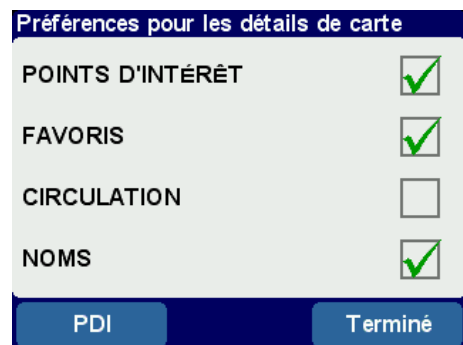 Préférences pour les détails de carte
POINTS D'INTÉRÊT
FAVORIS
CIRCULATION
NOMS
PDI
Terminé